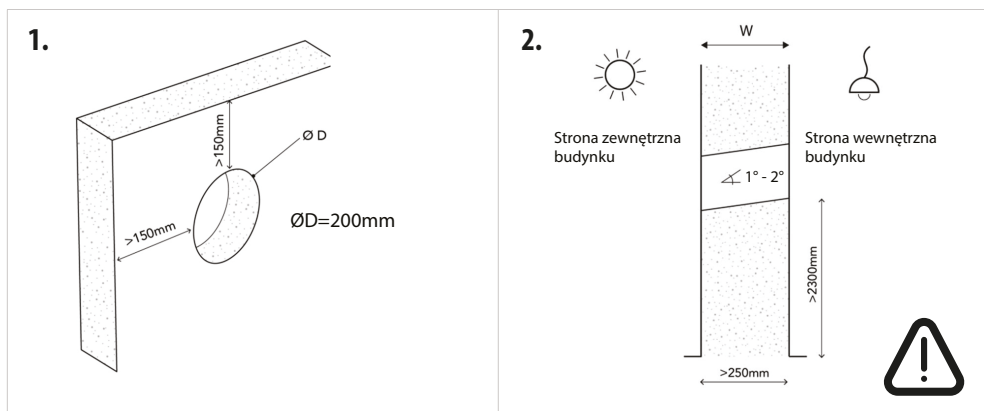 1.
>150mm
Ø D
>150mm
ØD=200mm
2.
W
Strona zewnętrzna
budynku
Strona wewnętrzna
budynku
1° - 2°
>2300mm
>250mm